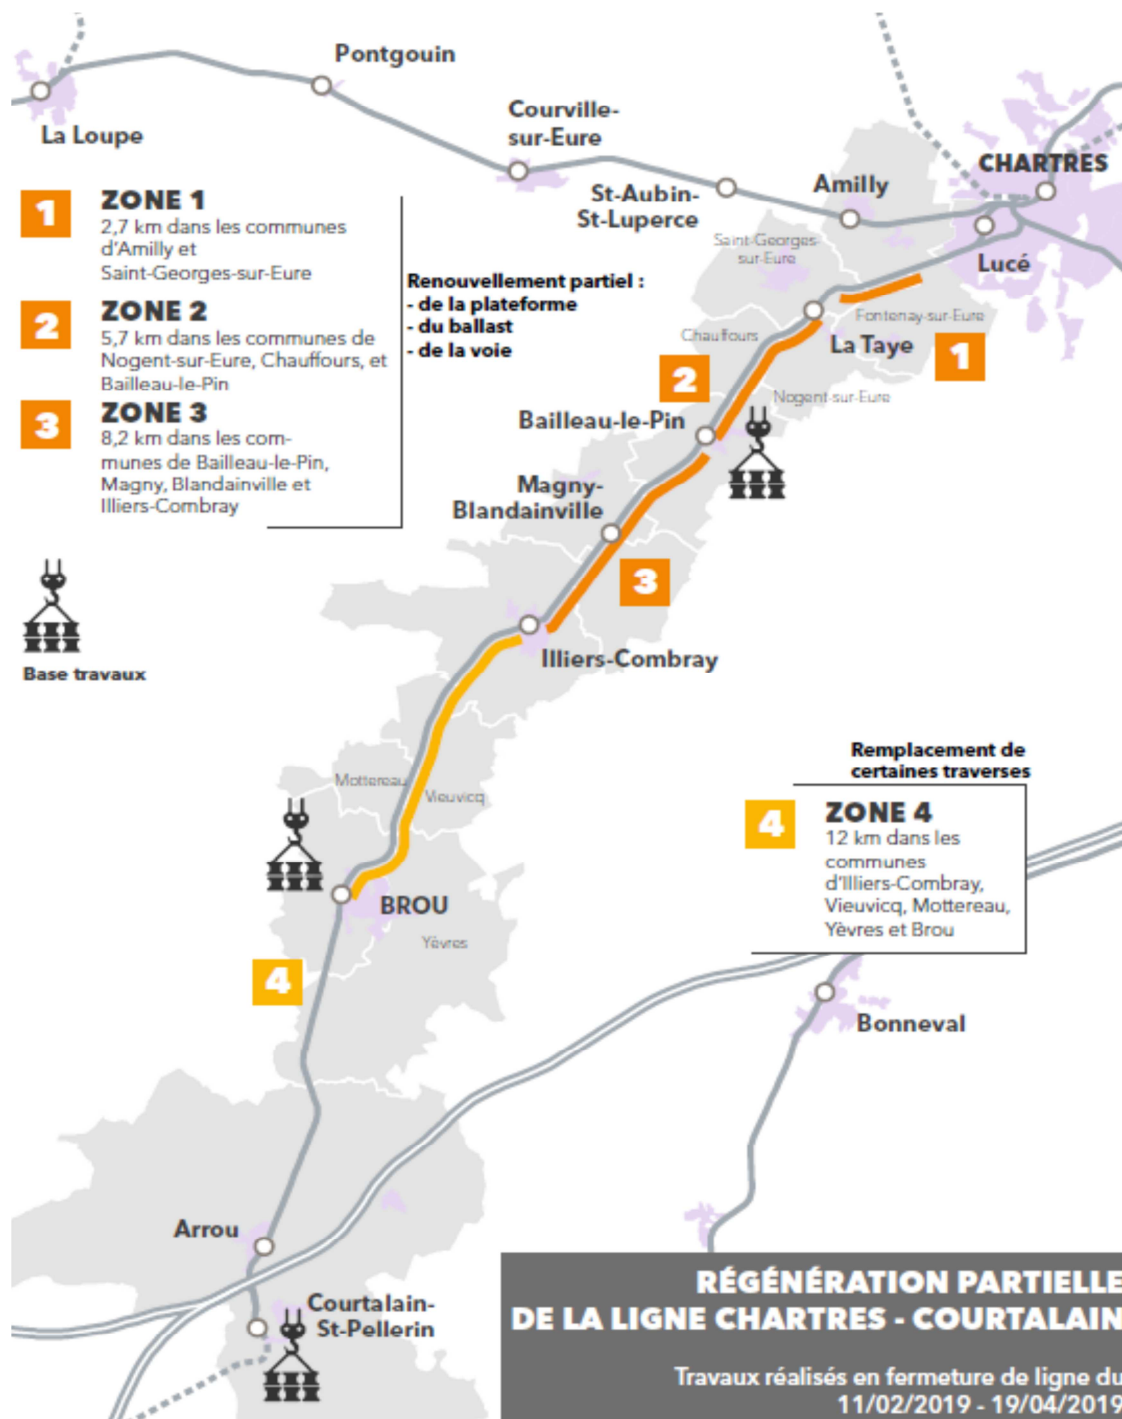 Pontgouin
La Loupe
Courville-
sur-Eure
St-Aubin-
St-Luperce
Amilly
CHARTRES
Lucé
1
ZONE 1
2,7 km dans les communes
d'Amilly et
Saint-Georges-sur-Eure
2
ZONE 2
5,7 km dans les communes de
Nogent-sur-Eure, Chauffours, et
Bailleau-le-Pin
3
ZONE 3
8,2 km dans les com-
munes de Bailleau-le-Pin,
Magny, Blandainville et
Illiers-Combray
Renouvellement partiel :
- de la plateforme
- du ballast
- de la voie
Saint-Georges-
sur-Eure
Fontenay-sur-Eure
Chauffours
La Taye
1
2
Nogent-sur-Eure
Bailleau-le-Pin
Magny-
Blandainville
3
Illiers-Combray
Base travaux
Mottereau
Vieuvicq
BROU
Yèvres
4
Remplacement de
certaines traverses
4
ZONE 4
12 km dans les
communes
d'Illiers-Combray,
Vieuvicq, Mottereau,
Yèvres et Brou
Bonneval
Arrou
Courtalain-
St-Pellerin
RÉGÉNÉRATION PARTIELLE
DE LA LIGNE CHARTRES - COURTALAIN
Travaux réalisés en fermeture de ligne du
11/02/2019 - 19/04/2019